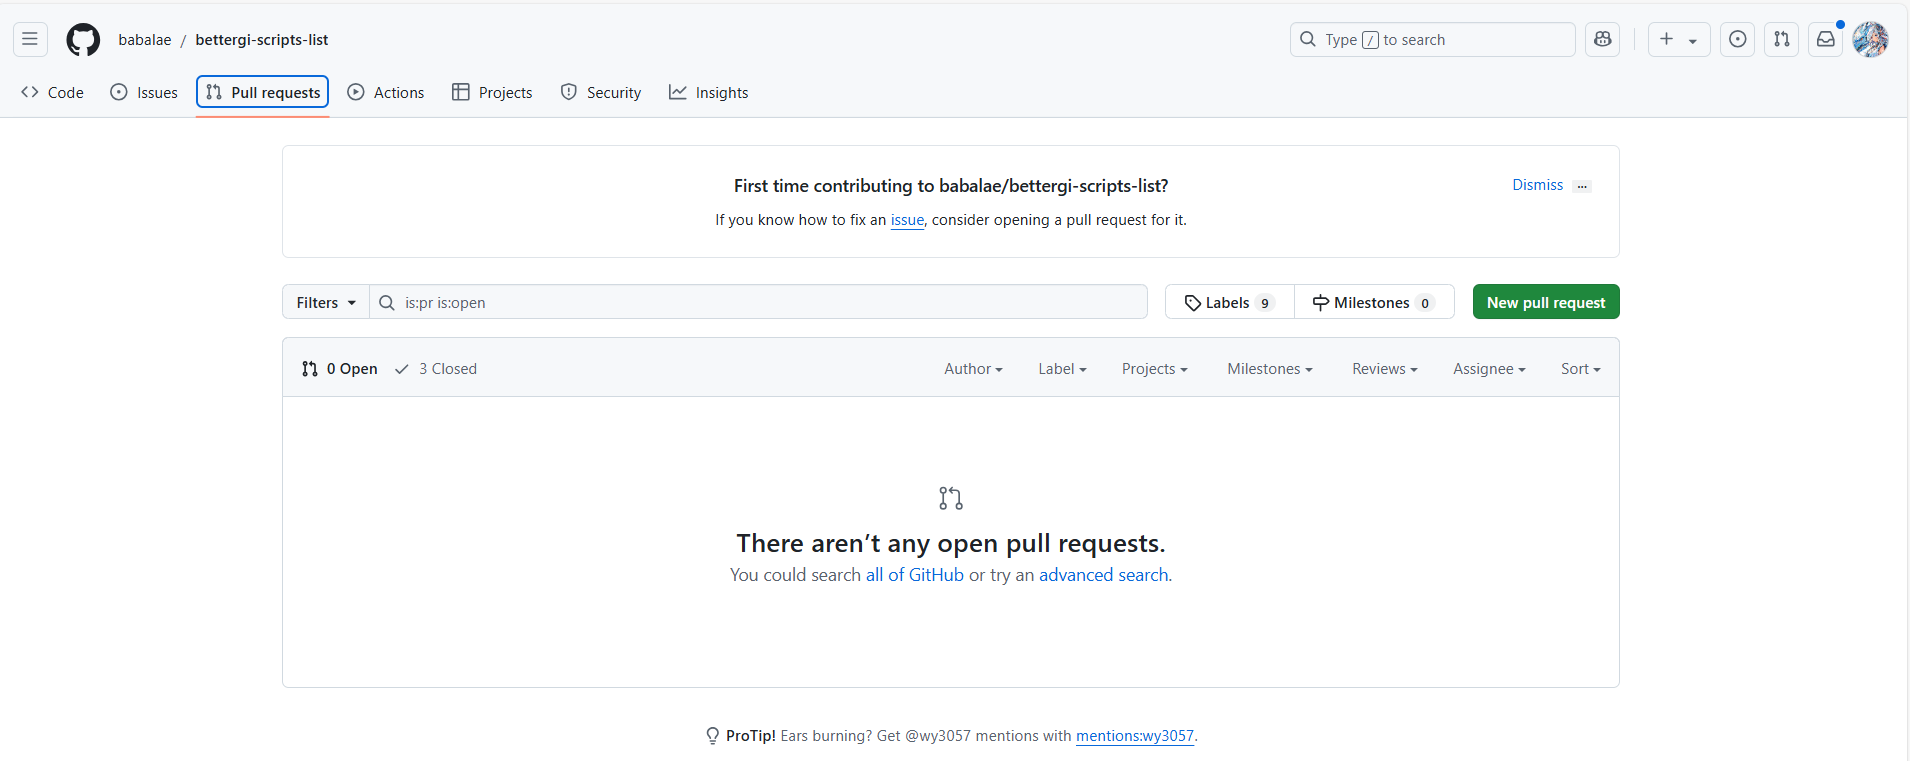 babalae / bettergi-scripts-list
Type / to search
Code Issues Pull requests Actions Projects Security Insights
First time contributing to babalae/bettergi-scripts-list?
Dismiss ...
If you know how to fix an issue, consider opening a pull request for it.
Filters is:pr is:open Labels 9 Milestones 0 New pull request
0 Open 3 Closed Author Label Projects Milestones Reviews Assignee Sort
There aren’t any open pull requests.
You could search all of GitHub or try an advanced search.
ProTip! Ears burning? Get @wy3057 mentions with mentions:wy3057.